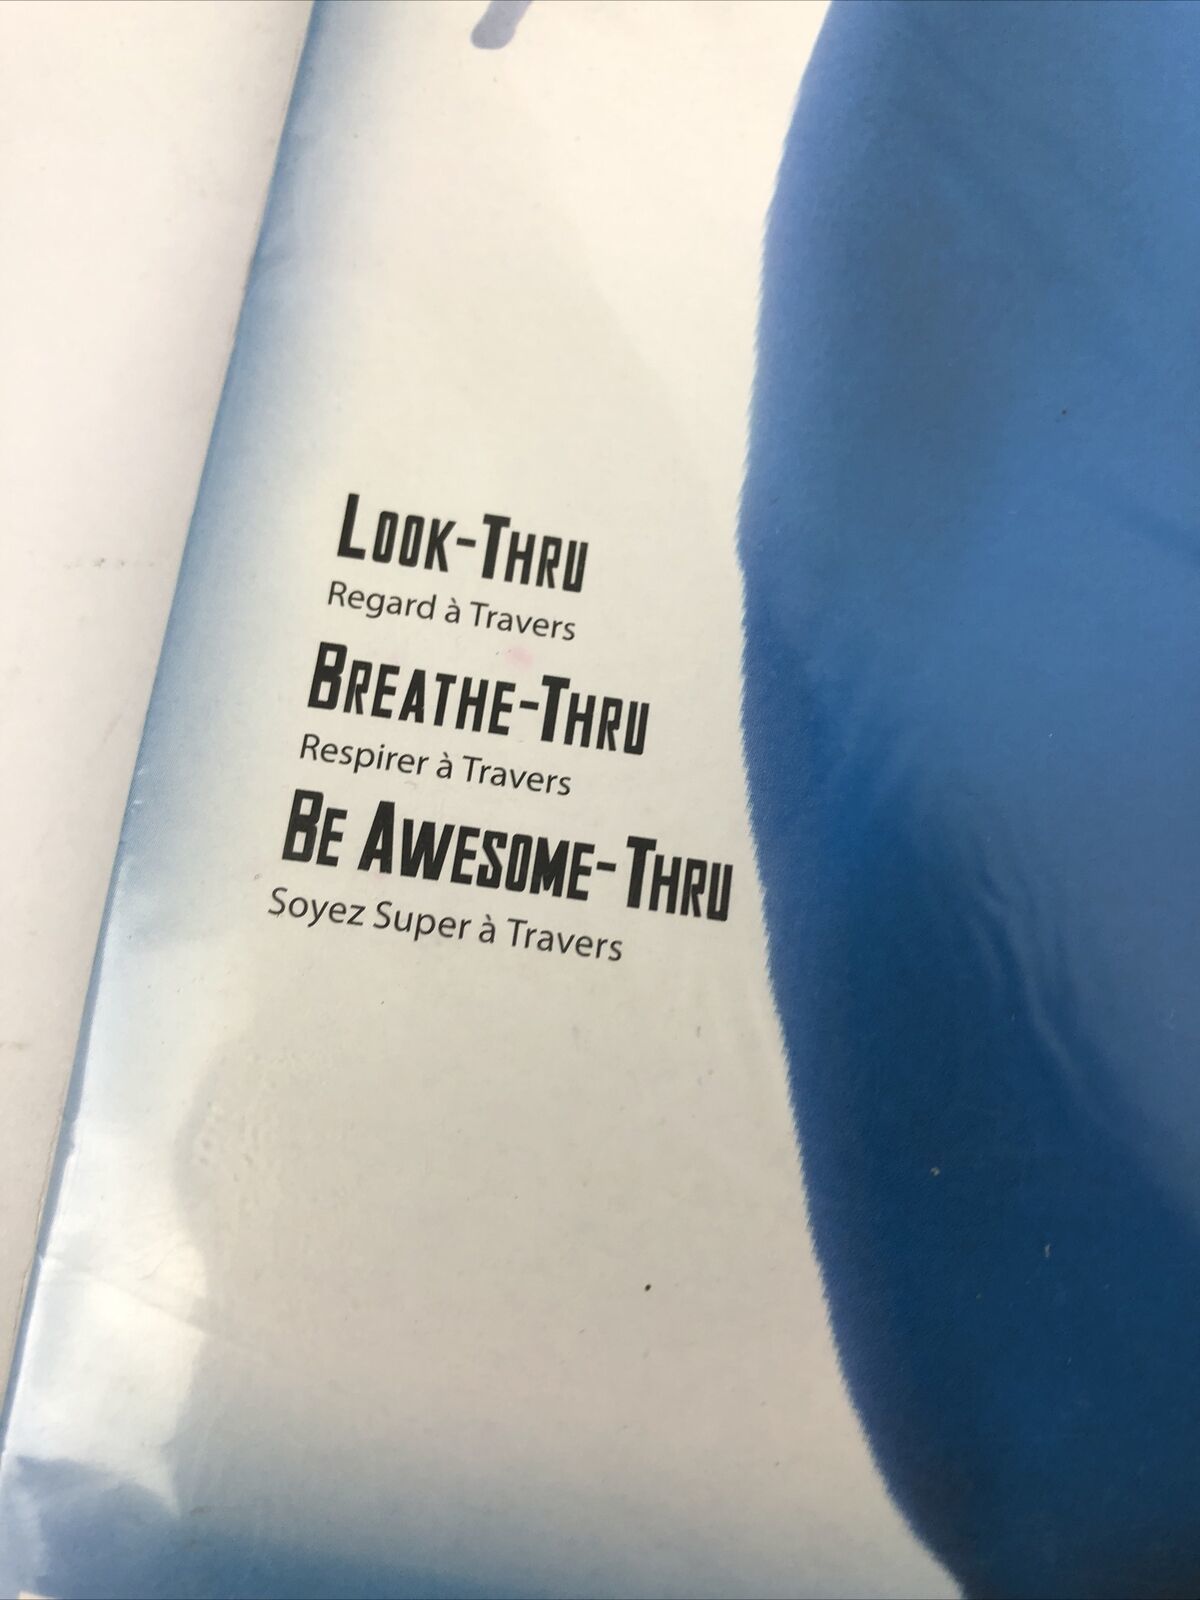 Look-Thru
Regard à Travers
Breathe-Thru
Respirer à Travers
Be Awesome-Thru
Soyez Super à Travers